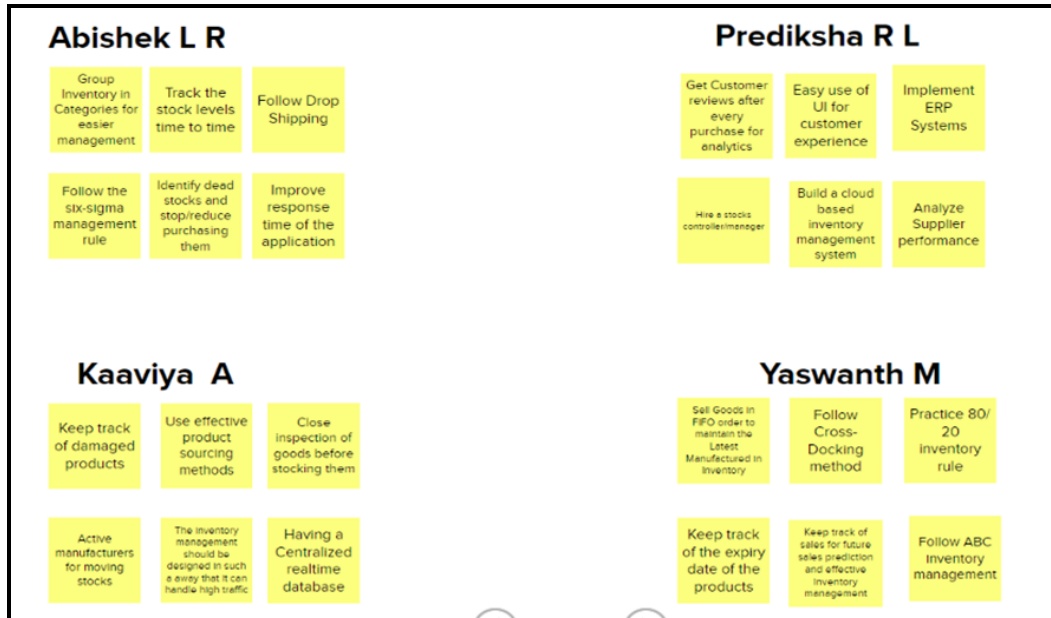 Abishek L R
Group
Inventory in
Categories for
easier
management
Track the
stock levels
time to time
Follow Drop
Shipping
Follow the
six-sigma
management
rule
Identify dead
stocks and
stop/reduce
purchasing
them
Improve
response
time of the
application
Prediksha R L
Get Customer
reviews after
every
purchase for
analytics
Easy use of
UI for
customer
experience
Implement
ERP
Systems
Hire a stocks
controller/manager
Build a cloud
based
inventory
management
system
Analyze
Supplier
performance
Kaaviya A
Keep track
of damaged
products
Use effective
product
sourcing
methods
Close
inspection of
goods before
stocking them
Active
manufacturers
for moving
stocks
The inventory
management
should be
designed in such
a away that it can
handle high traffic
Having a
Centralized
realtime
database
Yaswanth M
Sell Goods in
FIFO order to
maintain the
Latest
Manufactured in
Inventory
Follow
Cross-
Docking
method
Practice 80/
20
inventory
rule
Keep track
of the expiry
date of the
products
Keep track of
sales for future
sales prediction
and effective
Inventory
management
Follow ABC
Inventory
management